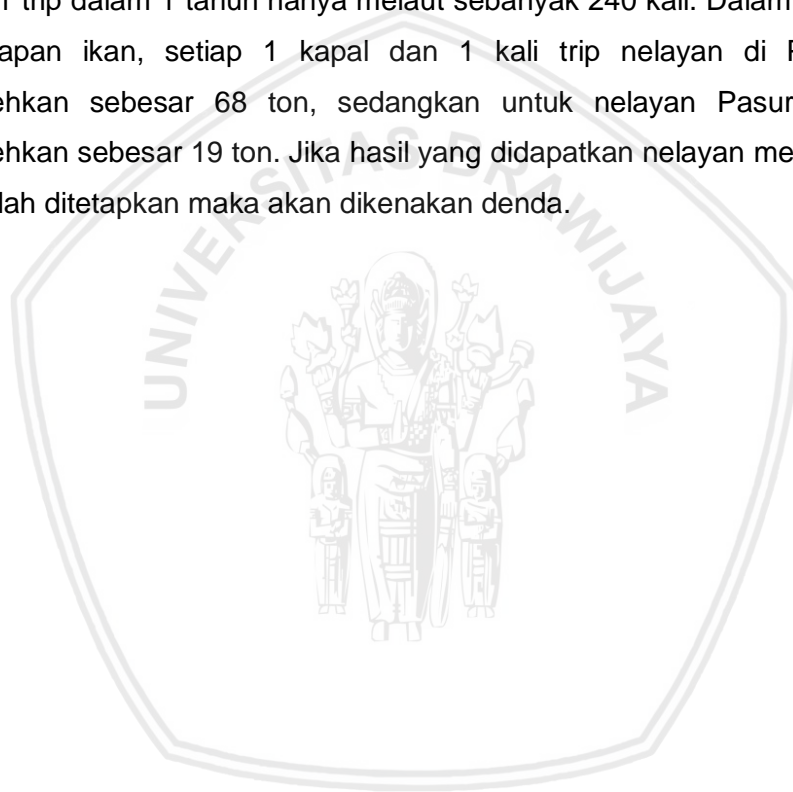 trip dalam 1 tahun hanya melaut sebanyak 240 kali. Dalam
apan ikan, setiap 1 kapal dan 1 kali trip nelayan di
ehkan sebesar 68 ton, sedangkan untuk nelayan Pasur
ehkan sebesar 19 ton. Jika hasil yang didapatkan nelayan me
lah ditetapkan maka akan dikenakan denda.
UNIVERSITAS BRAWIJAYA